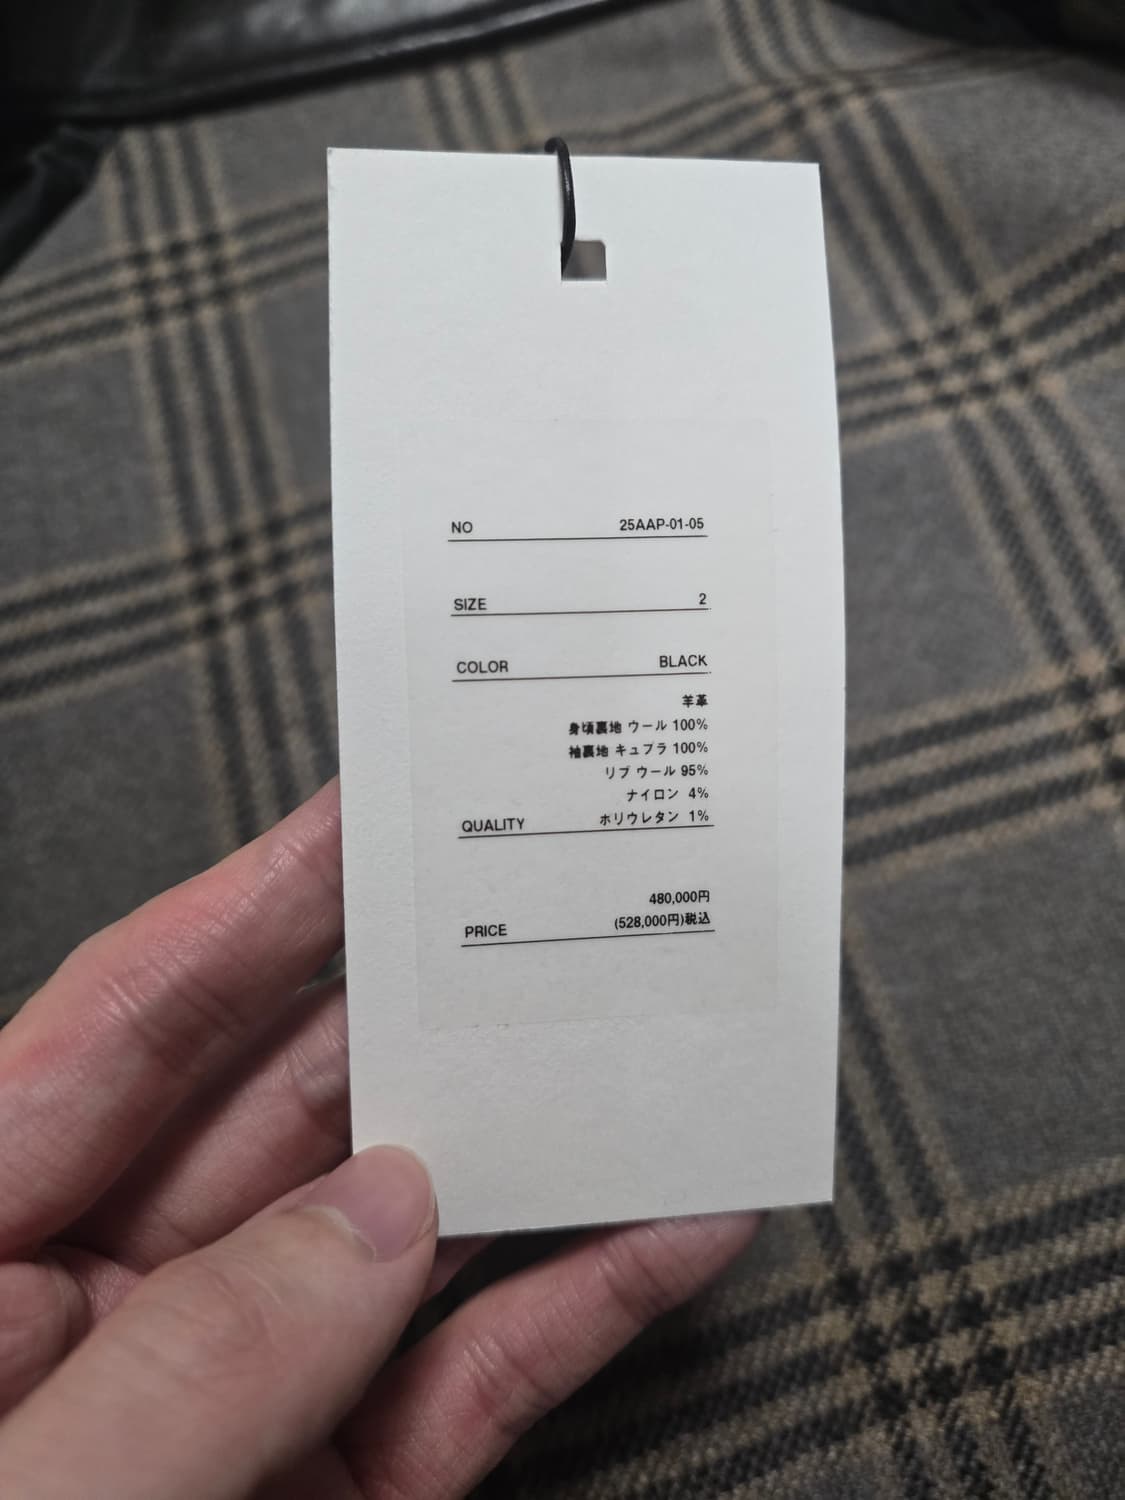 NO 25AAP-01-05
SIZE 2
COLOR BLACK
羊革
身頃裏地 ウール 100%
袖裏地 キュプラ 100%
リブ ウール 95%
ナイロン 4%
QUALITY ポリウレタン 1%
480,000円
PRICE (528,000円)税込